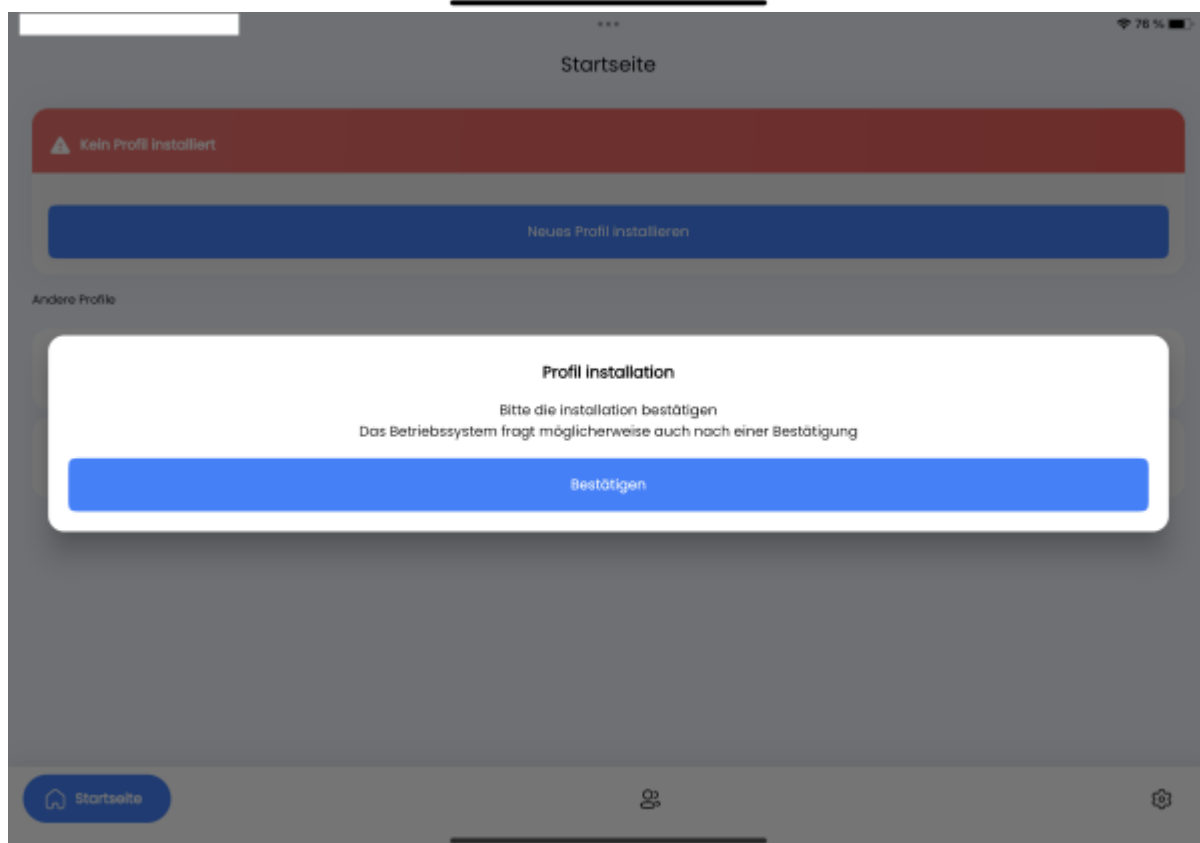 76 %
Startseite
Kein Profil installiert
Neues Profil installieren
Andere Profile
Profil installation
Bitte die installation bestätigen
Das Betriebssystem fragt möglicherweise auch nach einer Bestätigung
Bestätigen
Startseite